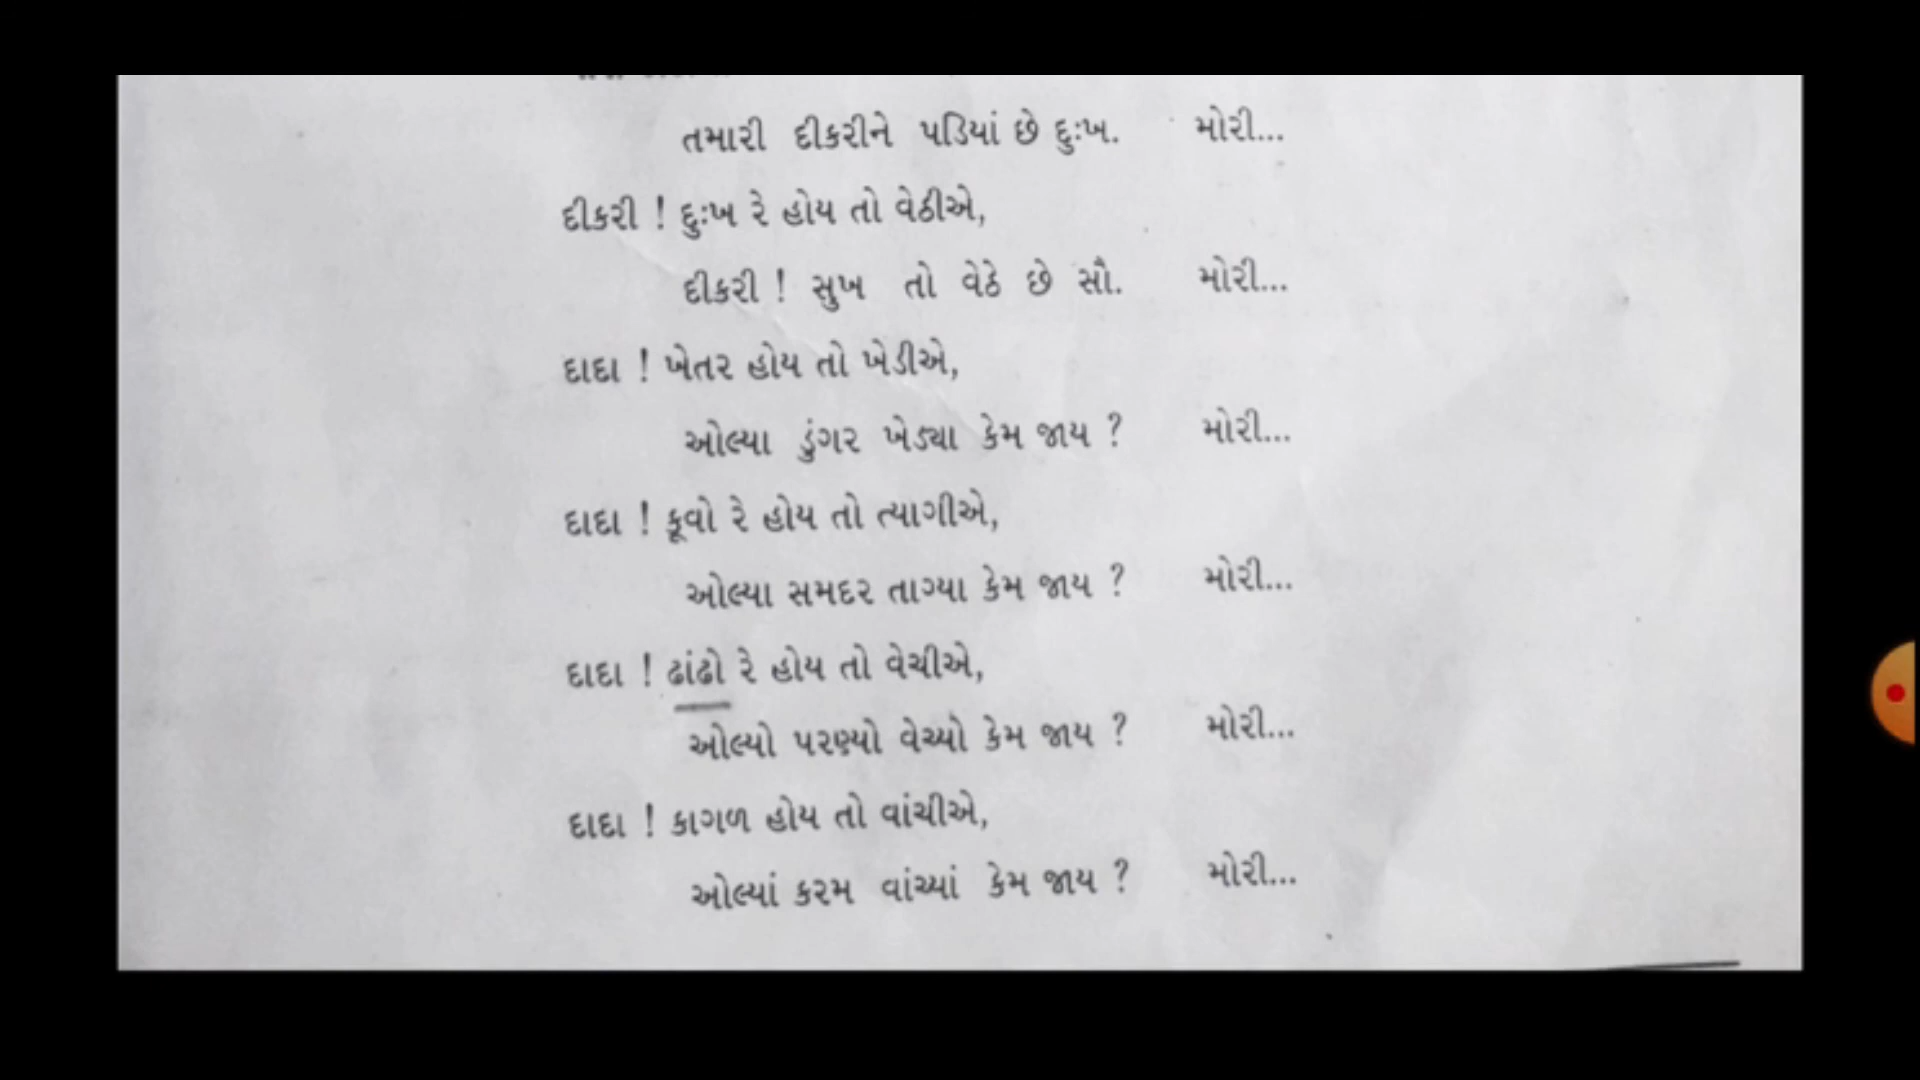 તમારી દીકરીને પડિયાં છે દુઃખ. મોરી...
દીકરી ! દુઃખ રે હોય તો વેઠીએ,
દીકરી ! સુખ તો વેઠે છે સૌ. મોરી...
દાદા ! ખેતર હોય તો ખેડીએ,
ઓલ્યા ડુંગર ખેડ્યા કેમ જાય ? મોરી...
દાદા ! કૂવો રે હોય તો ત્યાગીએ,
ઓલ્યા સમદર તાગ્યા કેમ જાય ? મોરી...
દાદા ! ઢાંઢો રે હોય તો વેચીએ,
ઓલ્યો પરણ્યો વેચ્યો કેમ જાય ? મોરી...
દાદા ! કાગળ હોય તો વાંચીએ,
ઓલ્યાં કરમ વાંચ્યાં કેમ જાય ? મોરી...